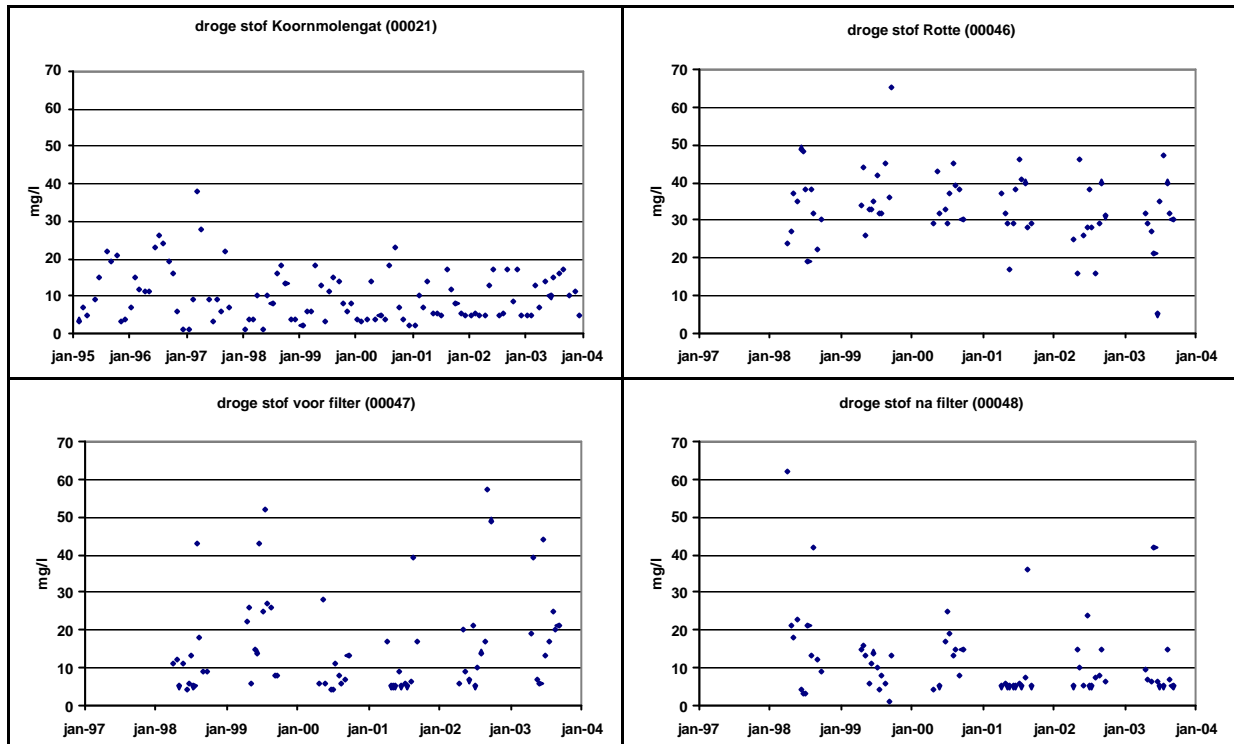 droge stof Koornmolengat (00021)
70
60
50
40
30
20
10
0
mg/l
jan-95 jan-96 jan-97 jan-98 jan-99 jan-00 jan-01 jan-02 jan-03 jan-04
droge stof Rotte (00046)
70
60
50
40
30
20
10
0
mg/l
jan-97 jan-98 jan-99 jan-00 jan-01 jan-02 jan-03 jan-04
droge stof voor filter (00047)
70
60
50
40
30
20
10
0
mg/l
jan-97 jan-98 jan-99 jan-00 jan-01 jan-02 jan-03 jan-04
droge stof na filter (00048)
70
60
50
40
30
20
10
0
mg/l
jan-97 jan-98 jan-99 jan-00 jan-01 jan-02 jan-03 jan-04